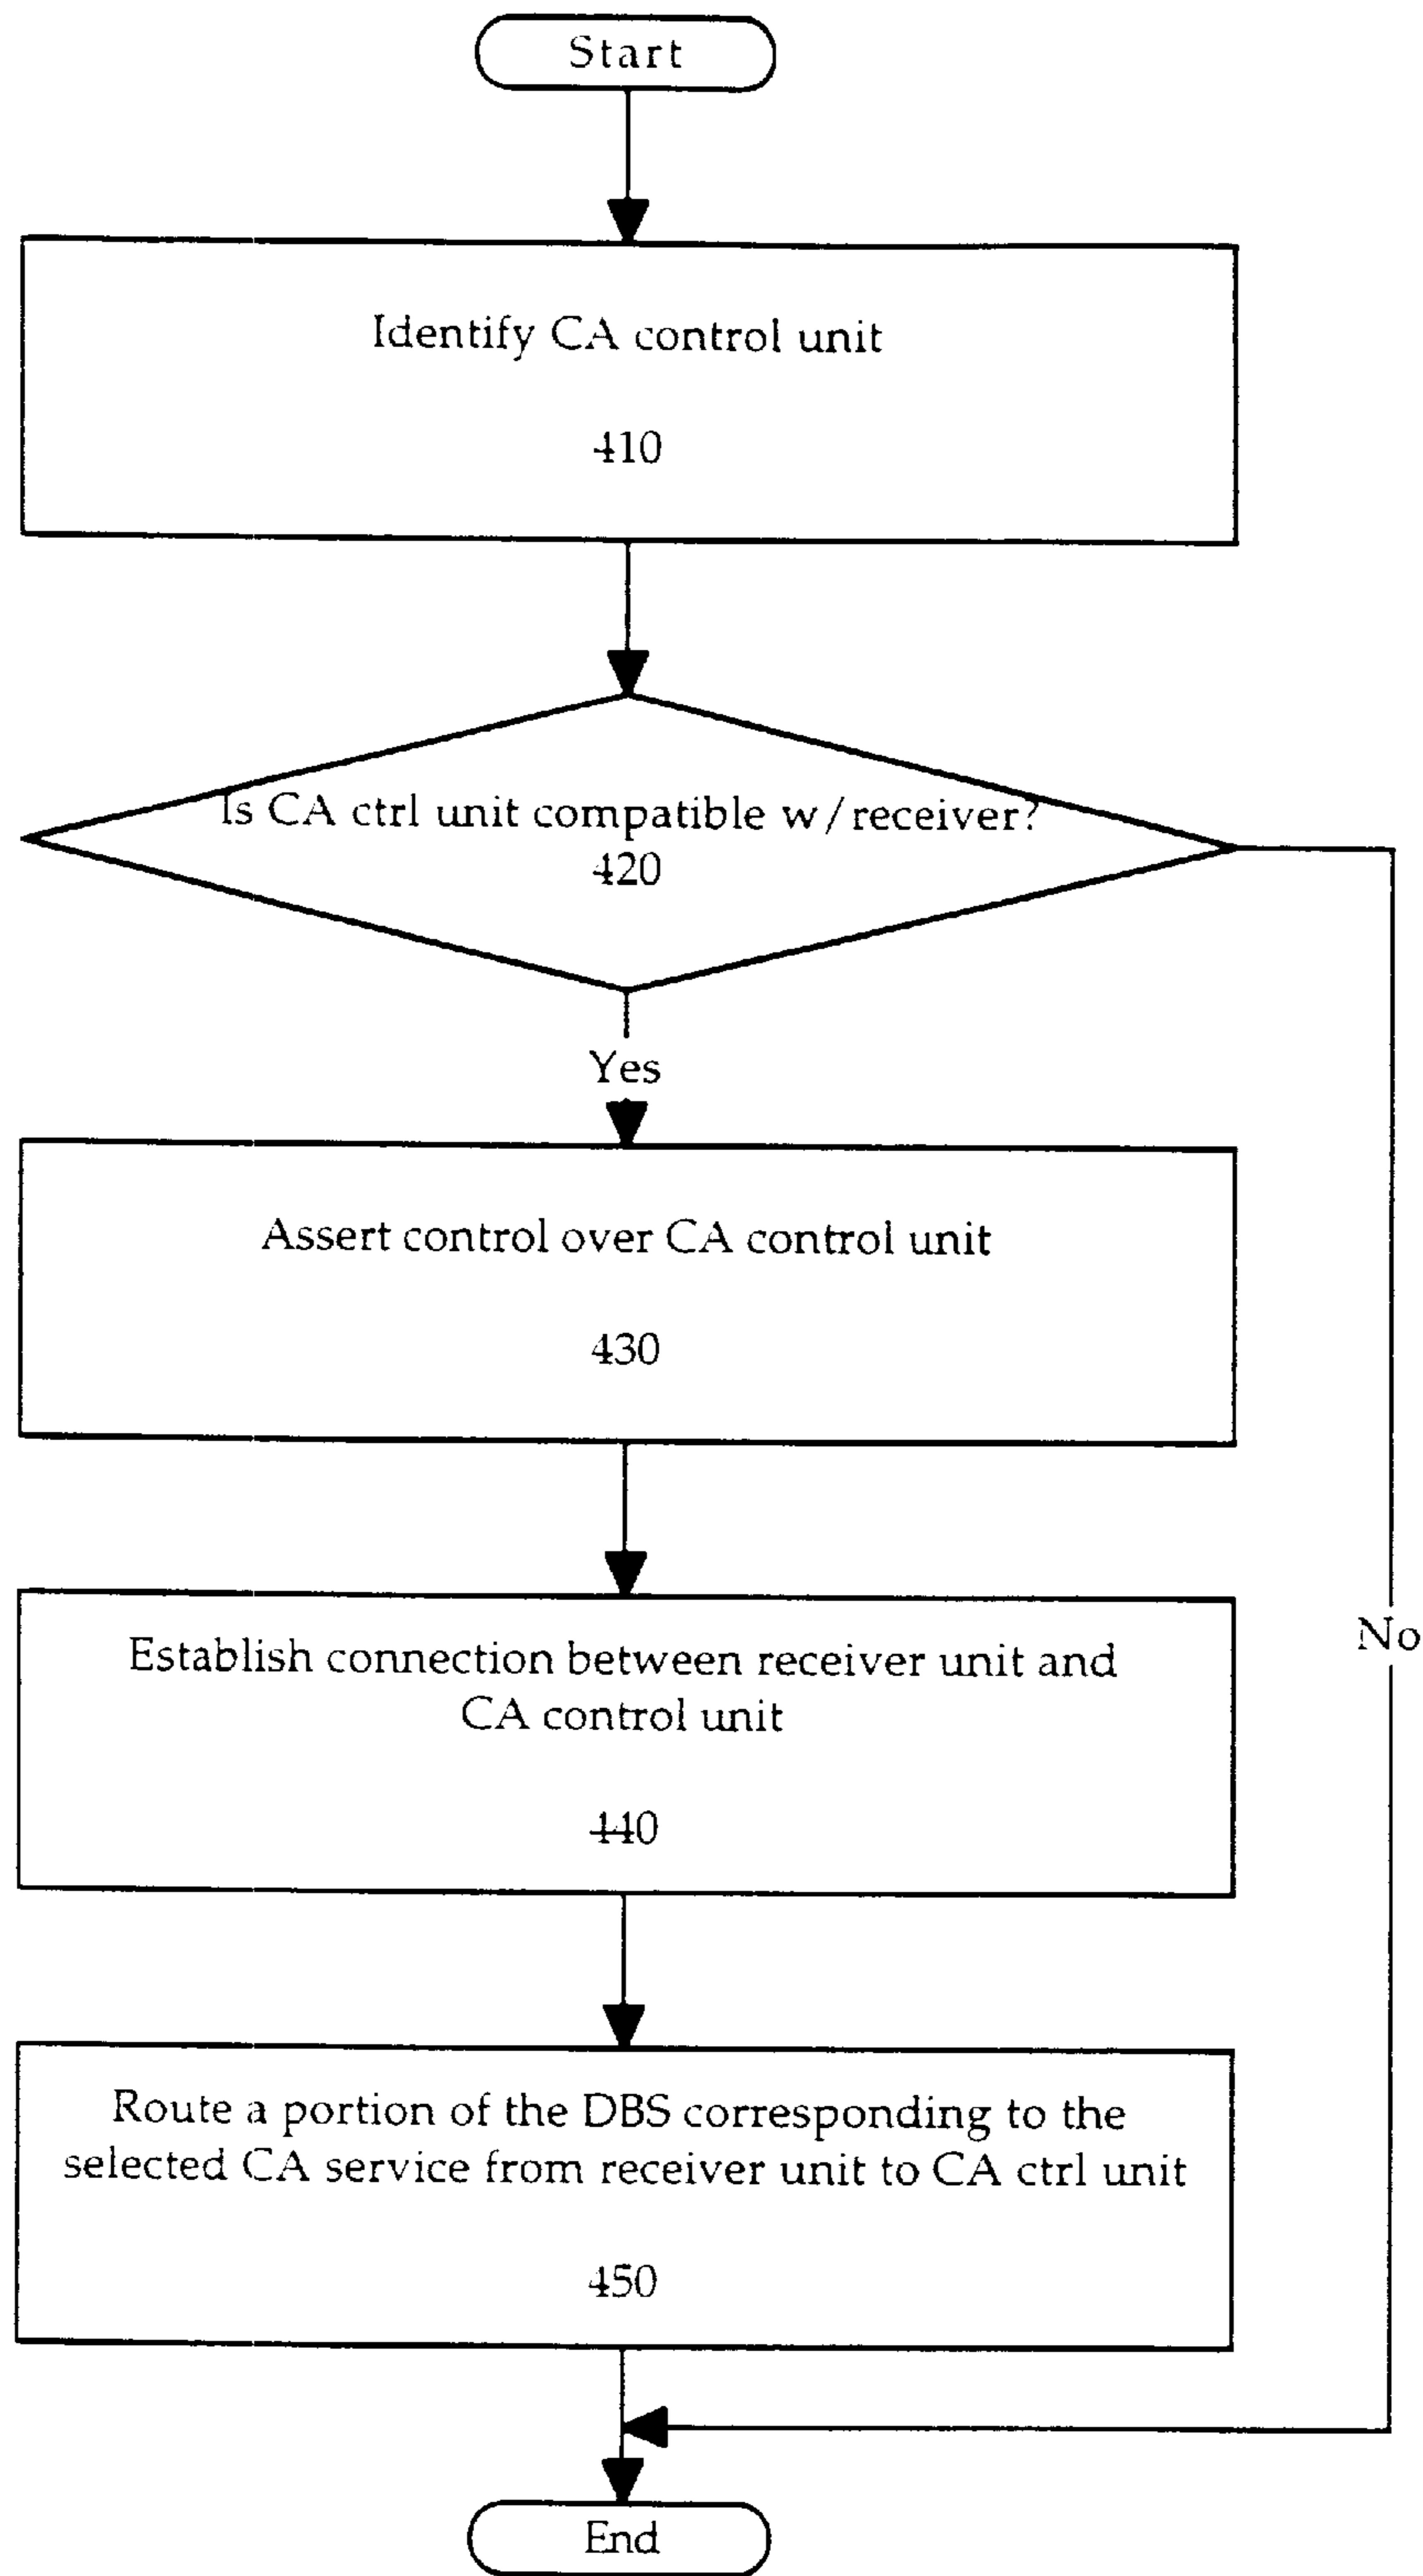 Start
Identify CA control unit
410
Is CA ctrl unit compatible w/receiver?
420
Yes
Assert control over CA control unit
430
Establish connection between receiver unit and
CA control unit
440
No
Route a portion of the DBS corresponding to the
selected CA service from receiver unit to CA ctrl unit
450
End